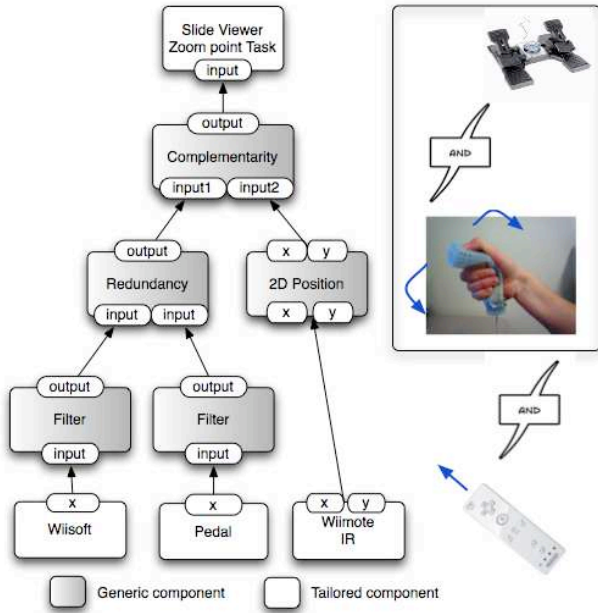 Slide Viewer
Zoom point Task
input
output
Complementarity
input1 input2
output
Redundancy
input input
x y
2D Position
x y
output
Filter
input
output
Filter
input
x
Wiisoft
x
Pedal
x y
Wiimote
IR
Generic component
Tailored component
AND
AND